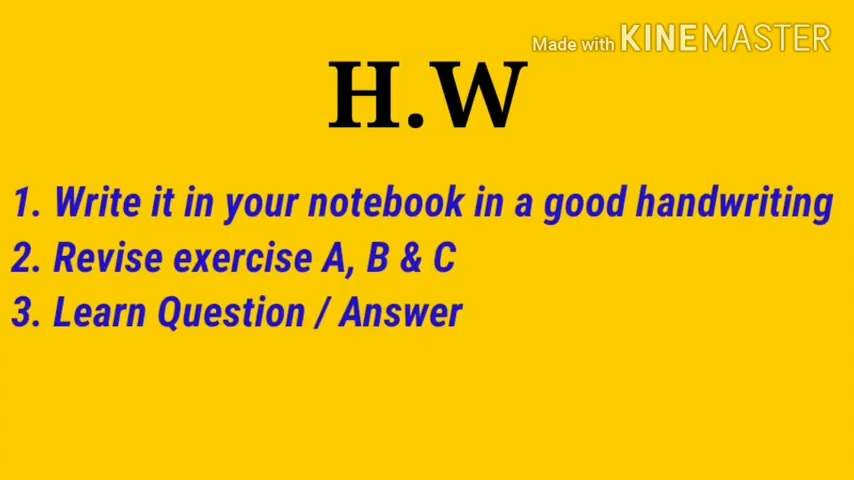 Made with KINEMASTER
H.W
1. Write it in your notebook in a good handwriting
2. Revise exercise A, B & C
3. Learn Question / Answer